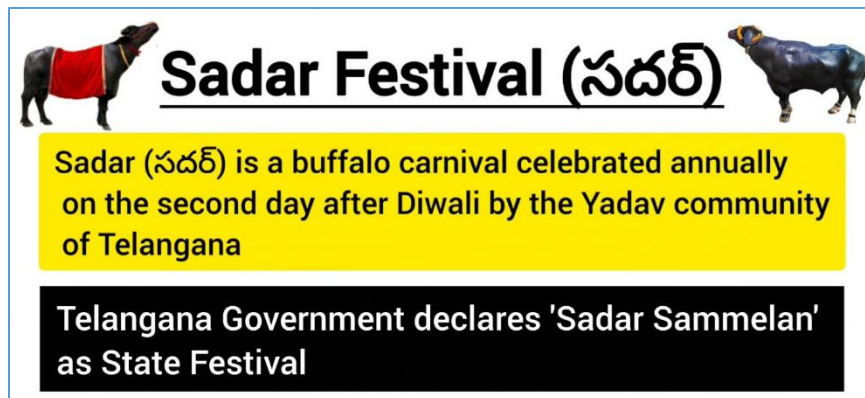 Sadar Festival (సదర్)
Sadar (సదర్) is a buffalo carnival celebrated annually
on the second day after Diwali by the Yadav community
of Telangana
Telangana Government declares 'Sadar Sammelan'
as State Festival